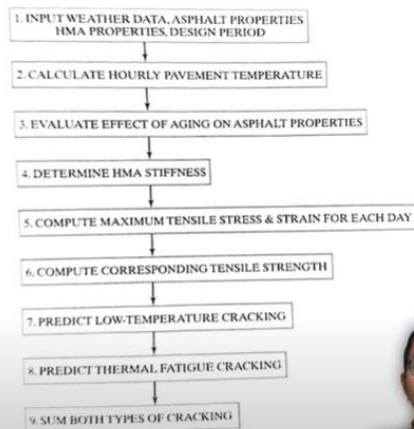 1. INPUT WEATHER DATA, ASPHALT PROPERTIES
HMA PROPERTIES, DESIGN PERIOD
2. CALCULATE HOURLY PAVEMENT TEMPERATURE
3. EVALUATE EFFECT OF AGING ON ASPHALT PROPERTIES
4. DETERMINE HMA STIFFNESS
5. COMPUTE MAXIMUM TENSILE STRESS & STRAIN FOR EACH DAY
6. COMPUTE CORRESPONDING TENSILE STRENGTH
7. PREDICT LOW-TEMPERATURE CRACKING
8. PREDICT THERMAL FATIGUE CRACKING
9. SUM BOTH TYPES OF CRACKING